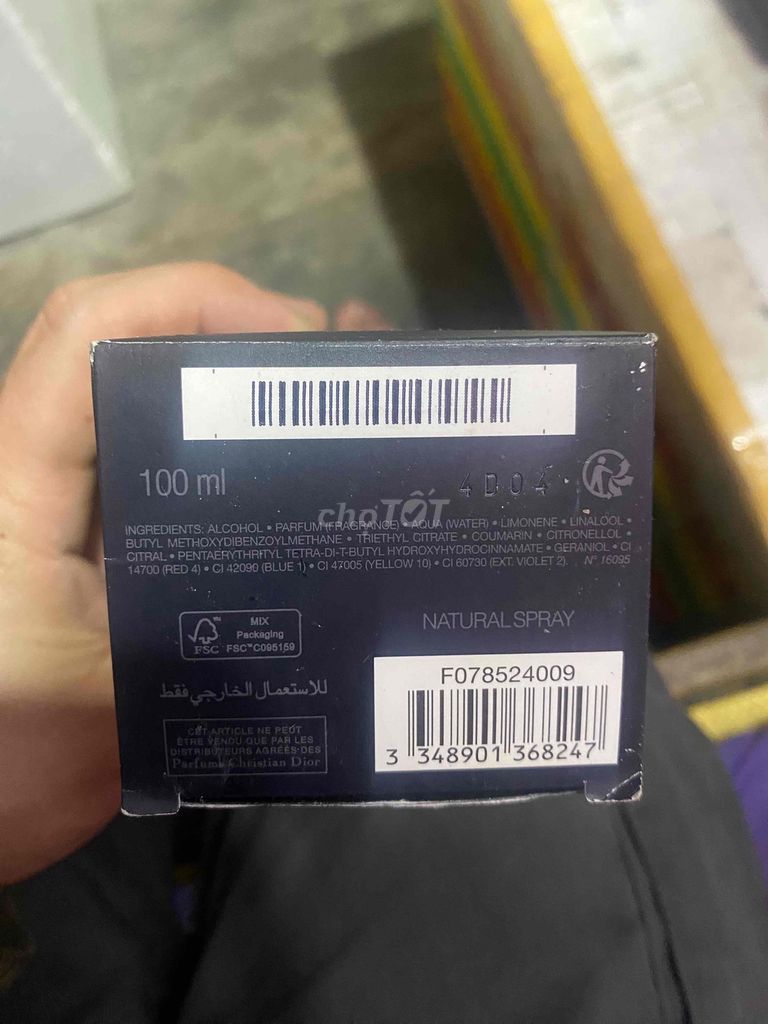 100 ml
4D04
choTỐT
INGREDIENTS: ALCOHOL • PARFUM (FRAGRANCE) • AQUA (WATER) • LIMONENE • LINALOOL •
BUTYL METHOXYDIBENZOYLMETHANE • TRIETHYL CITRATE • COUMARIN • CITRONELLOL •
CITRAL • PENTAERYTHRITYL TETRA-DI-T-BUTYL HYDROXYHYDROCINNAMATE • GERANIOL • CI
14700 (RED 4) • CI 42090 (BLUE 1) • CI 47005 (YELLOW 10) • CI 60730 (EXT. VIOLET 2) N° 16095
MIX
Packaging
FSC™ C095159
FSC
NATURAL SPRAY
للاستعمال الخارجي فقط
CET ARTICLE NE PEUT
ÊTRE VENDU QUE PAR LES
DISTRIBUTEURS AGRÉÉS DES
Parfums Christian Dior
F078524009
3 348901 368247